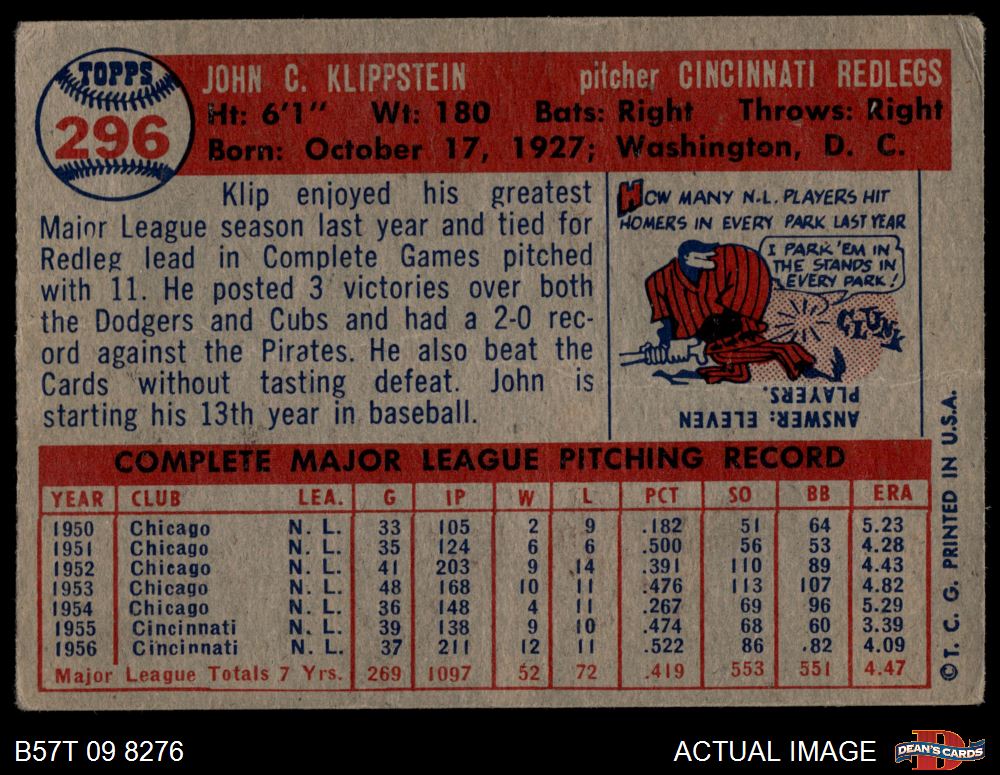 TOPPS
296
JOHN C. KLIPPSTEIN pitcher CINCINNATI REDLEGS
Ht: 6'1" Wt: 180 Bats: Right Throws: Right
Born: October 17, 1927; Washington, D. C.
Klip enjoyed his greatest
Major League season last year and tied for
Redleg lead in Complete Games pitched
with 11. He posted 3 victories over both
the Dodgers and Cubs and had a 2-0 rec-
ord against the Pirates. He also beat the
Cards without tasting defeat. John is
starting his 13th year in baseball.
HOW MANY N.L. PLAYERS HIT
HOMERS IN EVERY PARK LAST YEAR
I PARK 'EM IN
THE STANDS IN
EVERY PARK!
CLUNK
ANSWER: ELEVEN
PLAYERS.
COMPLETE MAJOR LEAGUE PITCHING RECORD
YEAR CLUB LEA. G IP W L PCT SO BB ERA
1950 Chicago N. L. 33 105 2 9 .182 51 64 5.23
1951 Chicago N. L. 35 124 6 6 .500 56 53 4.28
1952 Chicago N. L. 41 203 9 14 .391 110 89 4.43
1953 Chicago N. L. 48 168 10 11 .476 113 107 4.82
1954 Chicago N. L. 36 148 4 11 .267 69 96 5.29
1955 Cincinnati N. L. 39 138 9 10 .474 68 60 3.39
1956 Cincinnati N. L. 37 211 12 11 .522 86 .82 4.09
Major League Totals 7 Yrs. 269 1097 52 72 .419 553 551 4.47
©T. C. G. PRINTED IN U.S.A.
B57T 09 8276
ACTUAL IMAGE
DEAN'S CARDS